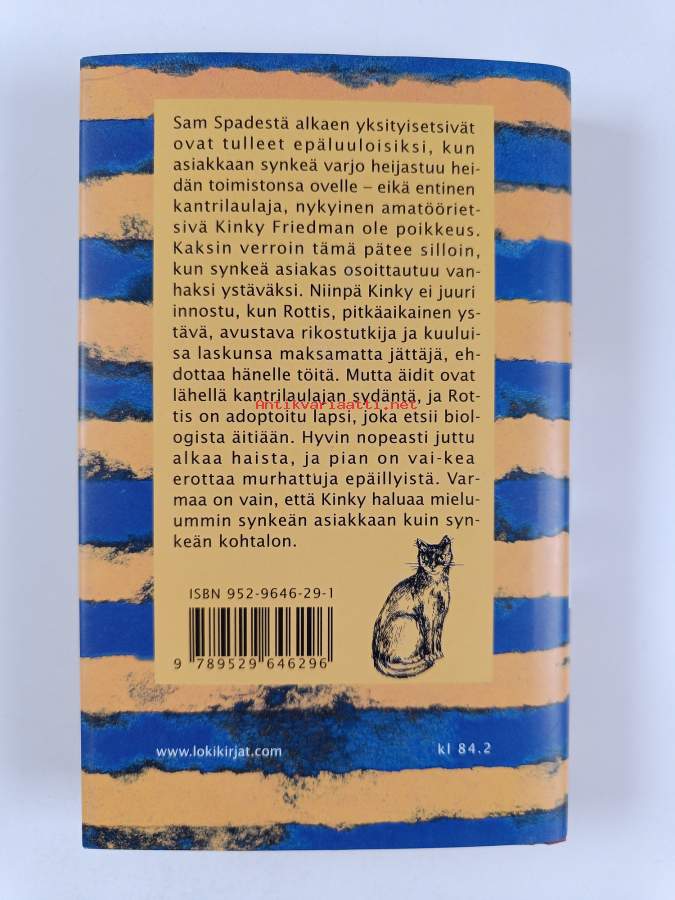 Sam Spadestä alkaen yksityisetsivät
ovat tulleet epäluuloisiksi, kun
asiakkaan synkeä varjo heijastuu hei-
dän toimistonsa ovelle – eikä entinen
kantrilaulaja, nykyinen amatööriet-
sivä Kinky Friedman ole poikkeus.
Kaksin verroin tämä pätee silloin,
kun synkeä asiakas osoittautuu van-
haksi ystäväksi. Niinpä Kinky ei juuri
innostu, kun Rottis, pitkäaikainen ys-
tävä, avustava rikostutkija ja kuulu-
sa laskunsa maksamatta jättäjä, eh-
dottaa hänelle töitä. Mutta äidit ovat
lähellä kantrilaulajan sydäntä, ja Rot-
Antikvariaatti.net
tis on adoptoitu lapsi, joka etsii biol-
ogista äitiään. Hyvin nopeasti juttu
alkaa haista, ja pian on vai-kea
erottaa murhattuja epäillyistä. Var-
maa on vain, että Kinky haluaa mielu-
ummin synkeän asiakkaan kuin syn-
keän kohtalon.
ISBN 952-9646-29-1
9 789529 646296
www.lokikirjat.com
kl 84.2